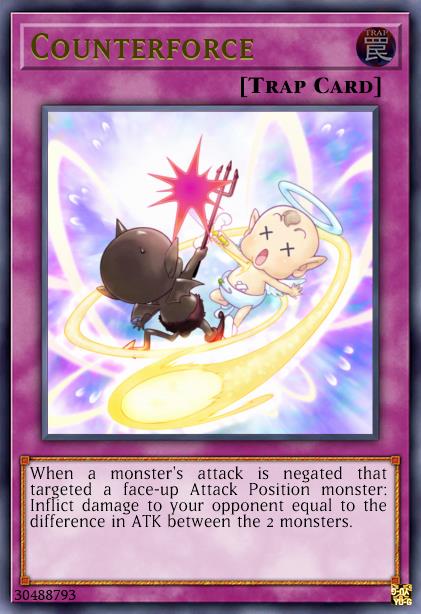 COUNTERFORCE
TRAP
罠
[TRAP CARD]
When a monster's attack is negated that
targeted a face-up Attack Position monster:
Inflict damage to your opponent equal to the
difference in ATK between the 2 monsters.
30488793